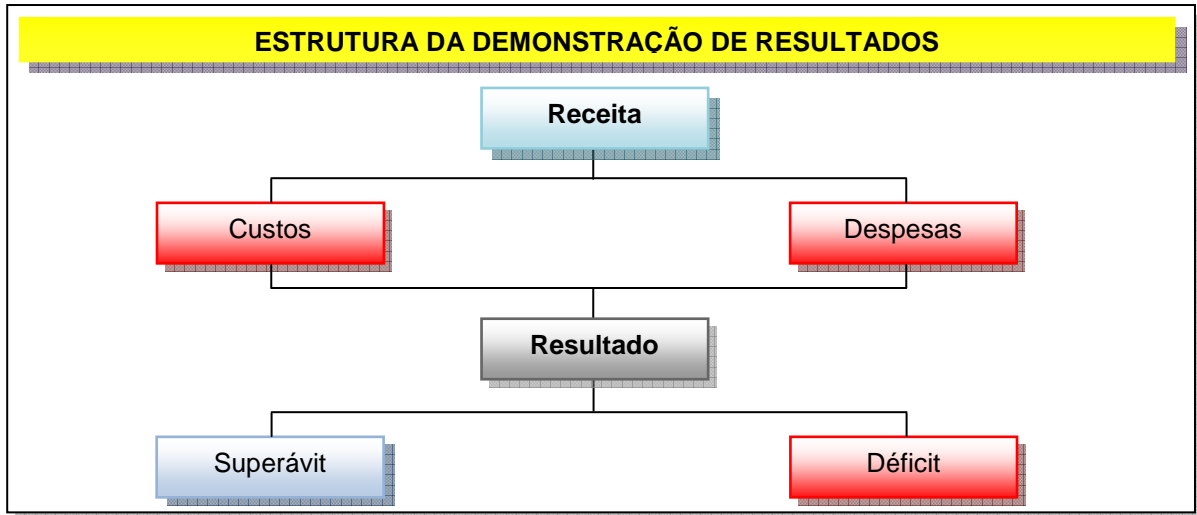 ESTRUTURA DA DEMONSTRAÇÃO DE RESULTADOS
Receita
Custos
Despesas
Resultado
Superávit
Déficit